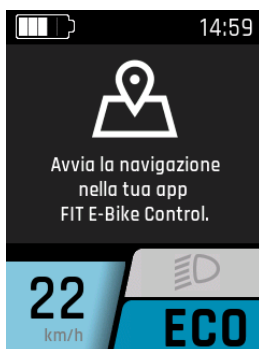 14:59
Avvia la navigazione
nella tua app
FIT E-Bike Control.
22
km/h
ECO